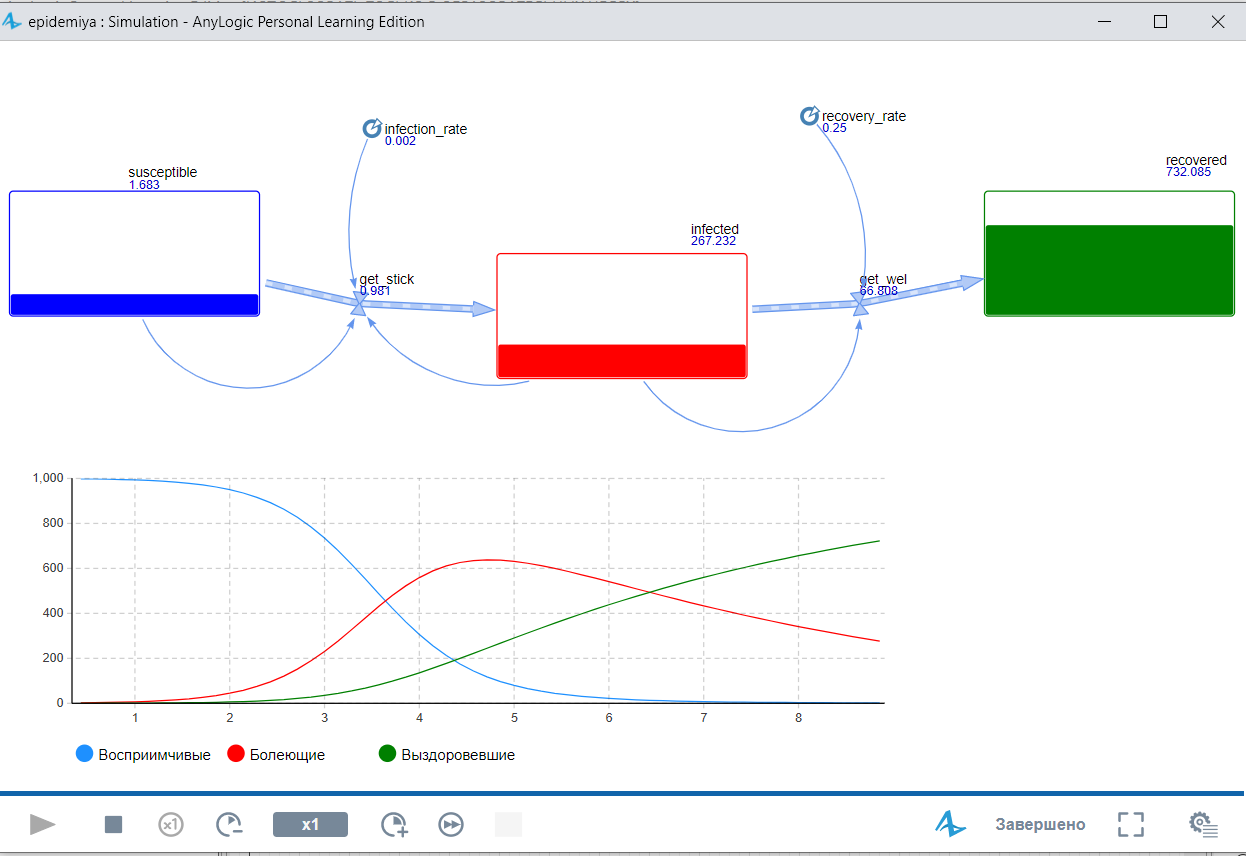 epidemiya : Simulation - AnyLogic Personal Learning Edition
infection_rate
0.002
recovery_rate
0.25
susceptible
1.683
recovered
732.085
infected
267.232
get_stick
0.981
get_wel
66.808
1,000
800
600
400
200
0
1 2 3 4 5 6 7 8
Восприимчивые Болеющие Выздоровевшие
x1 x1 Завершено